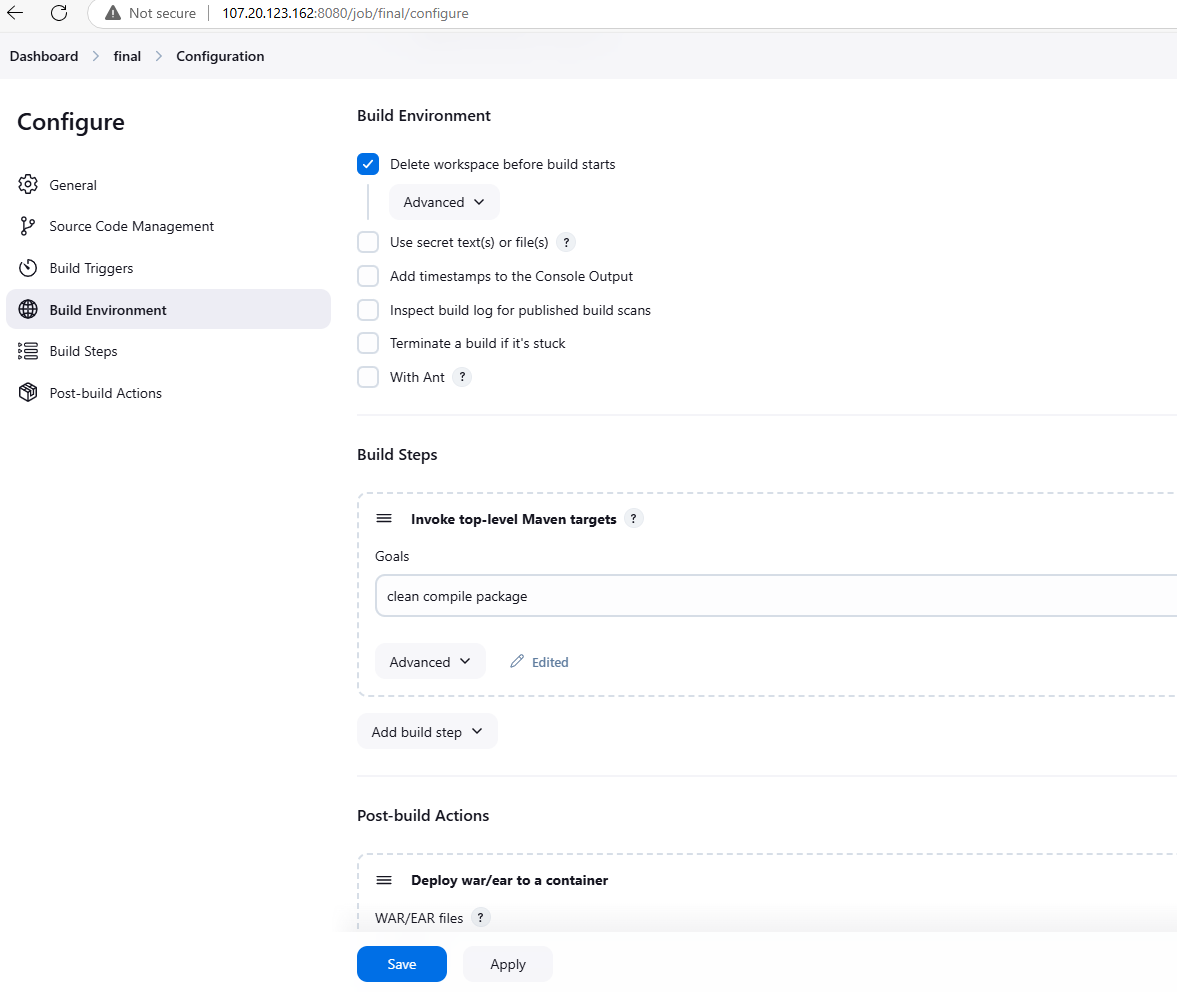 Not secure 107.20.123.162:8080/job/final/configure
Dashboard final Configuration
Configure
General
Source Code Management
Build Triggers
Build Environment
Build Steps
Post-build Actions
Build Environment
Delete workspace before build starts
Advanced
Use secret text(s) or file(s) ?
Add timestamps to the Console Output
Inspect build log for published build scans
Terminate a build if it's stuck
With Ant ?
Build Steps
Invoke top-level Maven targets ?
Goals
clean compile package
Advanced Edited
Add build step
Post-build Actions
Deploy war/ear to a container
WAR/EAR files ?
Save Apply